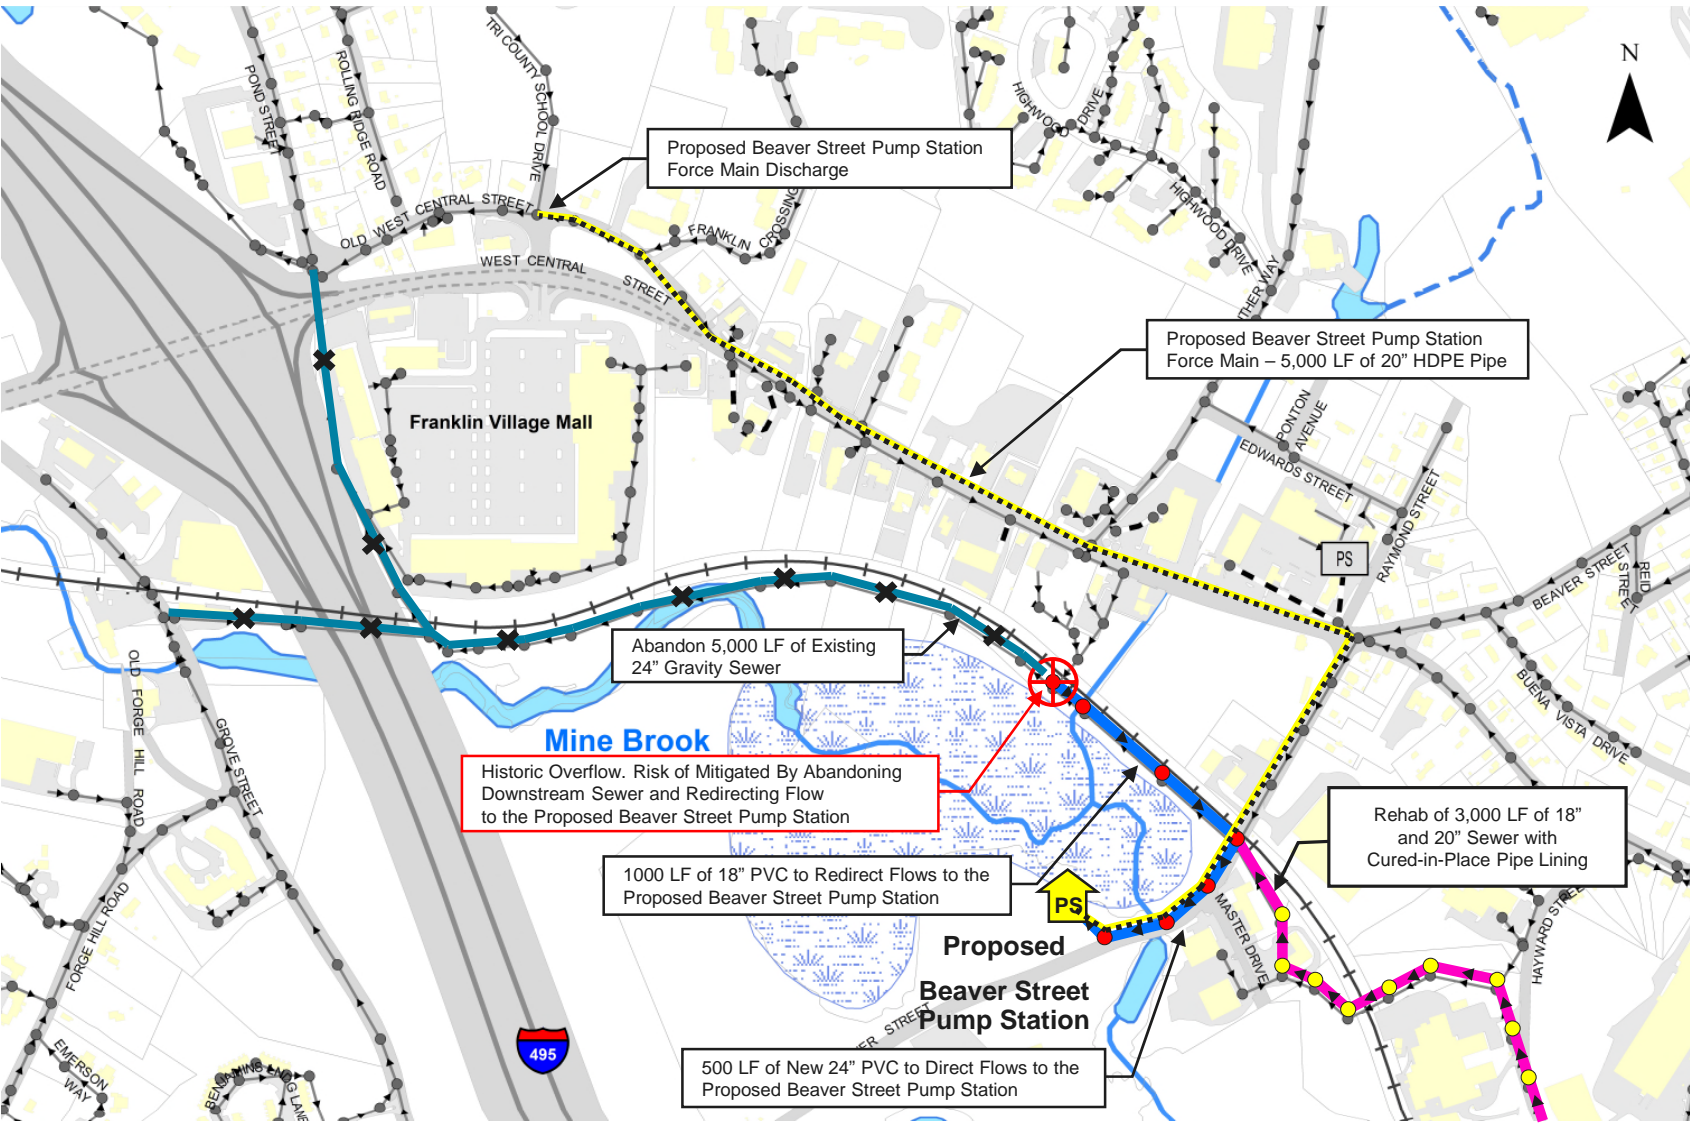 N
TRI COUNTY SCHOOL DRIVE
ROLLING RIDGE ROAD
POND STREET
HIGHWOOD DRIVE
Proposed Beaver Street Pump Station
Force Main Discharge
HIGHWOOD DRIVE
OLD WEST CENTRAL STREET
FRANKLIN CROSSING
WEST CENTRAL STREET
THER WAY
Proposed Beaver Street Pump Station
Force Main – 5,000 LF of 20” HDPE Pipe
Franklin Village Mall
PONTON
AVENUE
EDWARDS STREET
RAYMOND STREET
PS
BEAVER STREET
REID
STREET
Abandon 5,000 LF of Existing
24” Gravity Sewer
OLD FORGE HILL ROAD
GROVE STREET
BUENA VISTA DRIVE
Mine Brook
Historic Overflow. Risk of Mitigated By Abandoning
Downstream Sewer and Redirecting Flow
to the Proposed Beaver Street Pump Station
Rehab of 3,000 LF of 18”
and 20” Sewer with
Cured-in-Place Pipe Lining
1000 LF of 18” PVC to Redirect Flows to the
Proposed Beaver Street Pump Station
PS
MASTER DRIVE
HAYWARD STREE
FORGE HILL ROAD
Proposed
Beaver Street
Pump Station
ER STREET
495
EMERSON
WAY
500 LF of New 24” PVC to Direct Flows to the
Proposed Beaver Street Pump Station
LANE